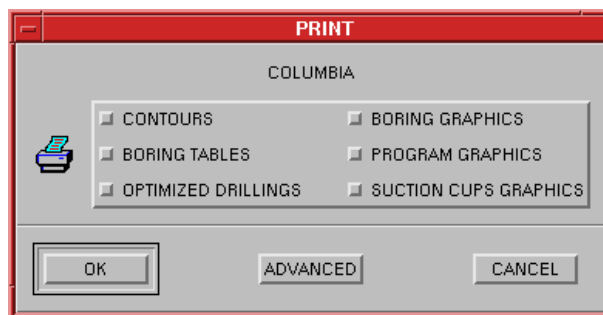 PRINT
COLUMBIA
CONTOURS
BORING GRAPHICS
BORING TABLES
PROGRAM GRAPHICS
OPTIMIZED DRILLINGS
SUCTION CUPS GRAPHICS
OK
ADVANCED
CANCEL